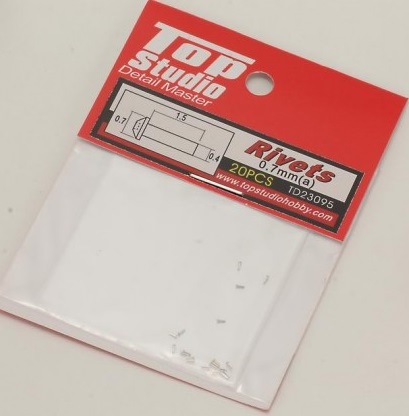 Top
Studio
Detail Master
1.5
0.7
0.4
Rivets
0.7mm(a)
20PCS TD23095
www.topstudiohobby.com